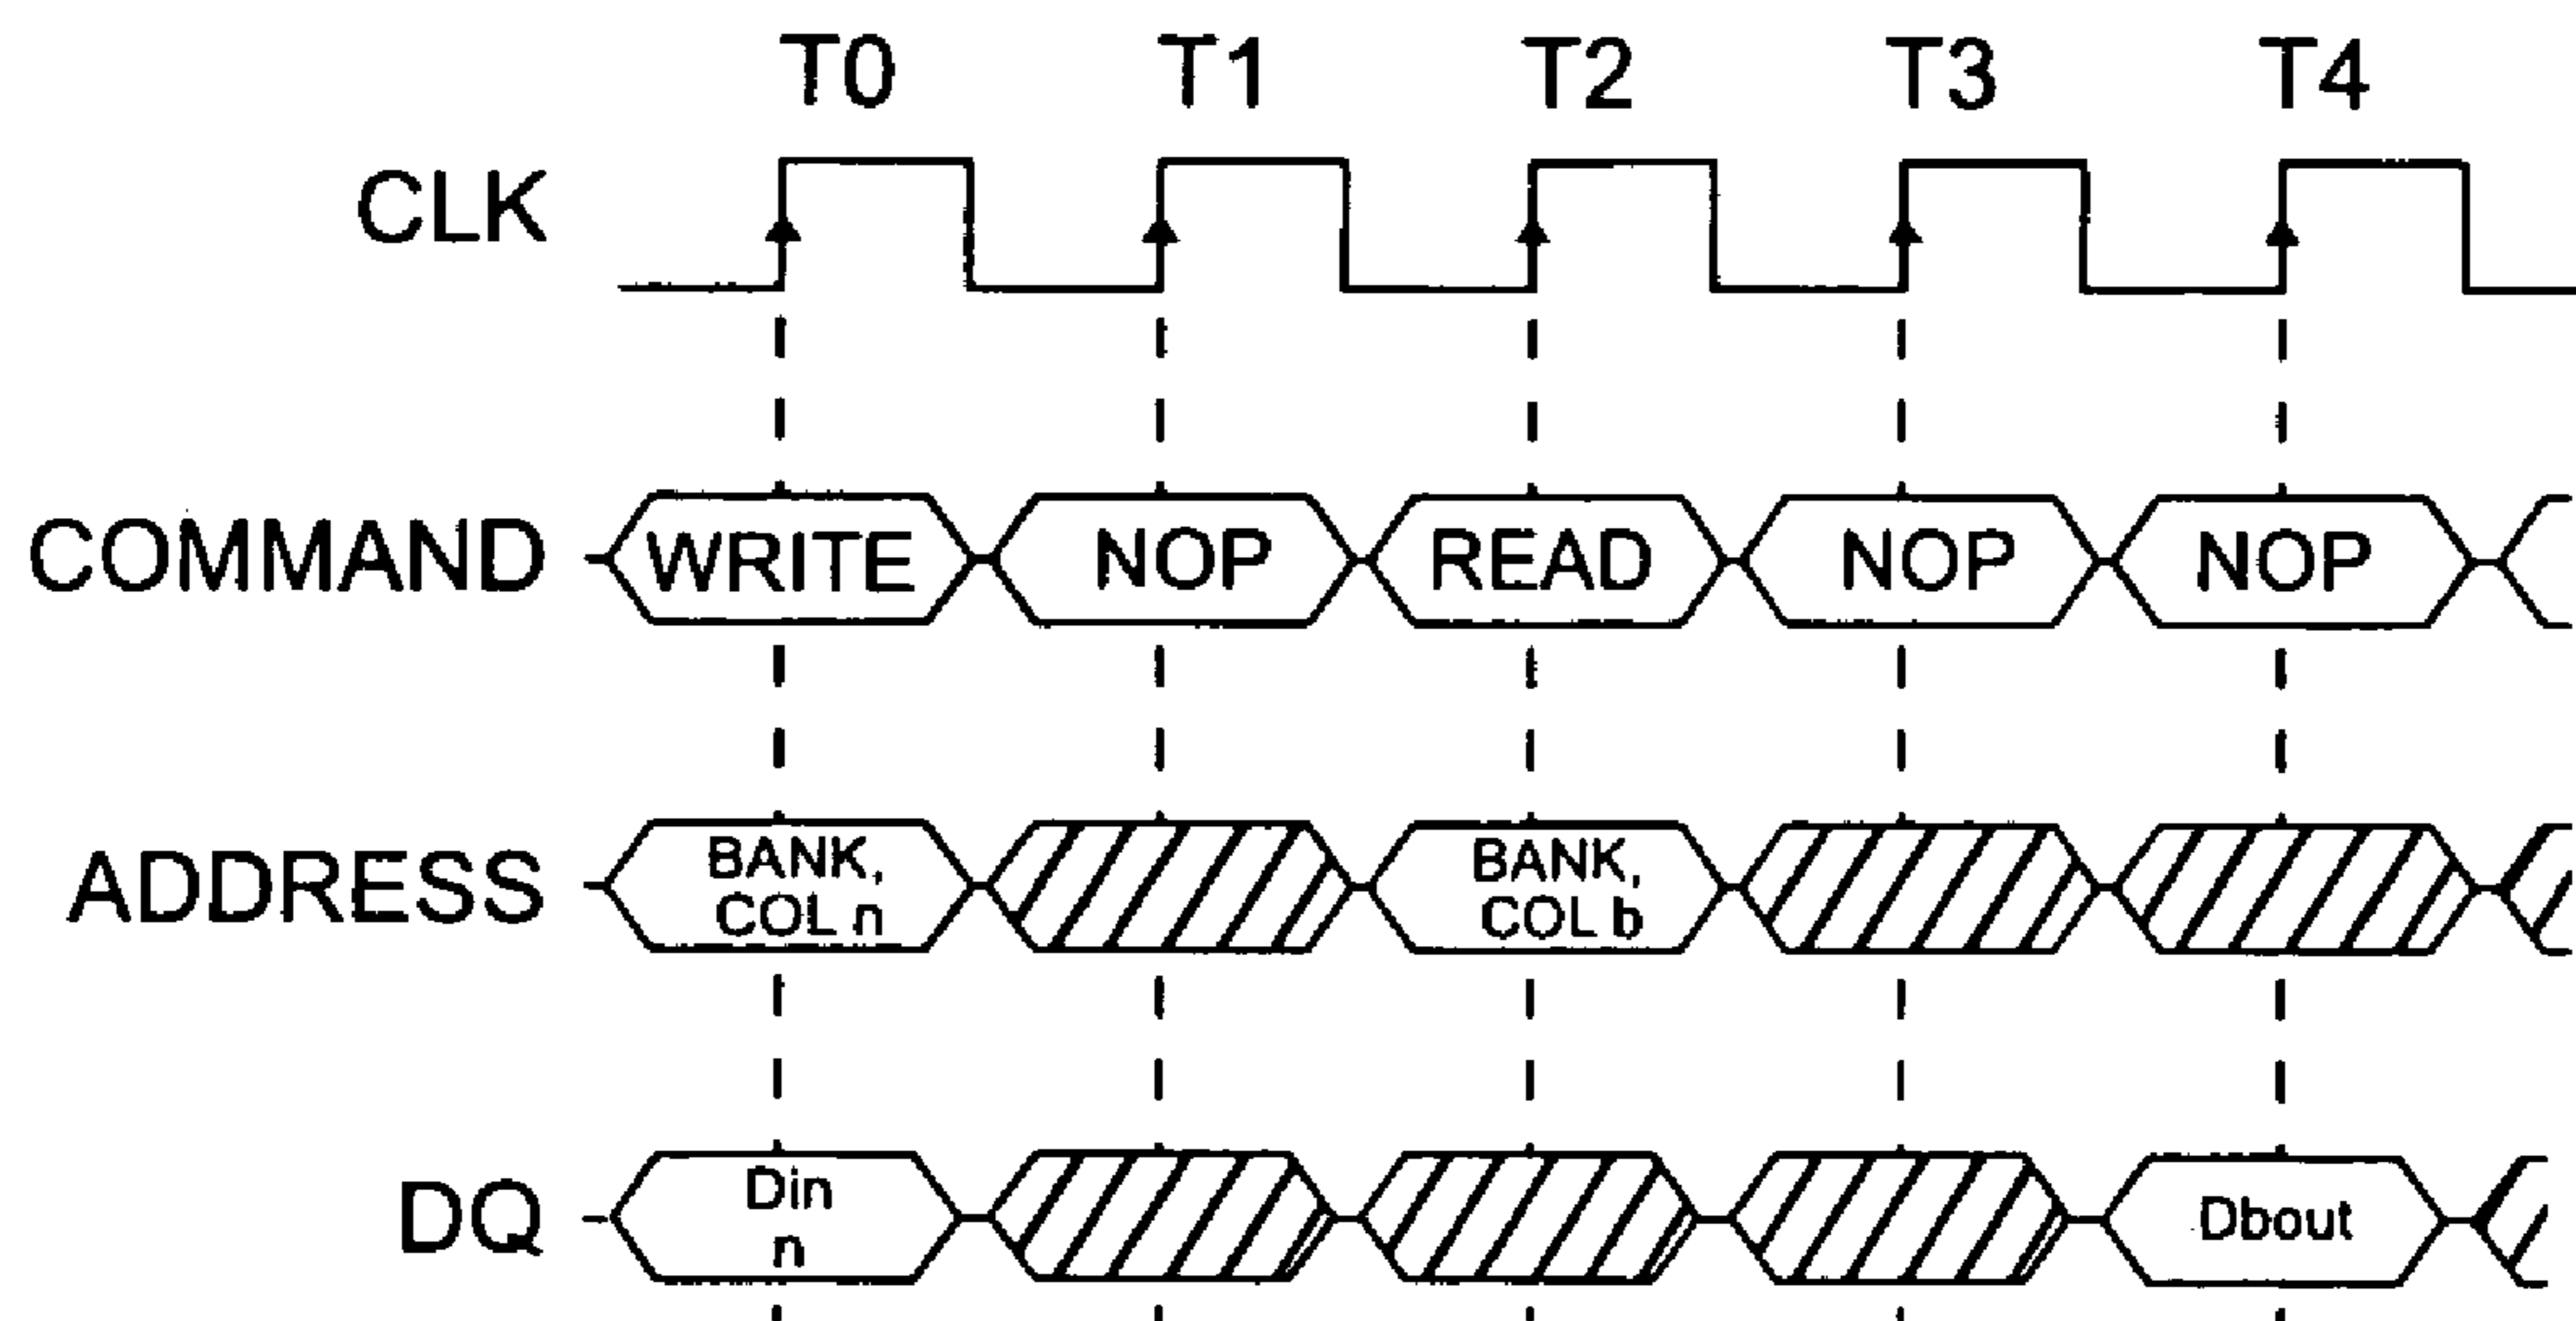 T0 T1 T2 T3 T4
CLK
COMMAND WRITE NOP READ NOP NOP
ADDRESS
BANK,
COL n
BANK,
COL b
DQ
Din
n
Dbout